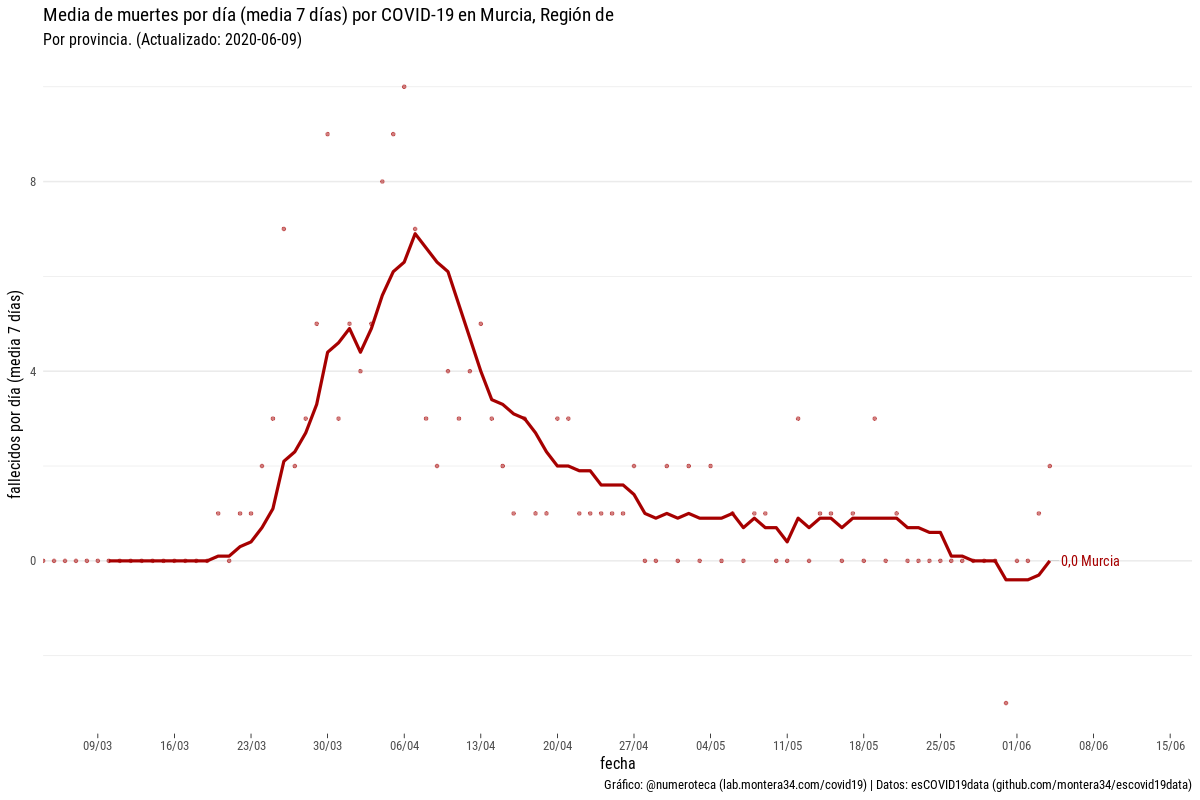 Media de muertes por día (media 7 días) por COVID-19 en Murcia, Región de
Por provincia. (Actualizado: 2020-06-09)
fallecidos por día (media 7 días)
8
4
0
0,0 Murcia
09/03 16/03 23/03 30/03 06/04 13/04 20/04 27/04 04/05 11/05 18/05 25/05 01/06 08/06 15/06
fecha
Gráfico: @numeroteca (lab.montera34.com/covid19) | Datos: esCOVID19data (github.com/montera34/escovid19data)